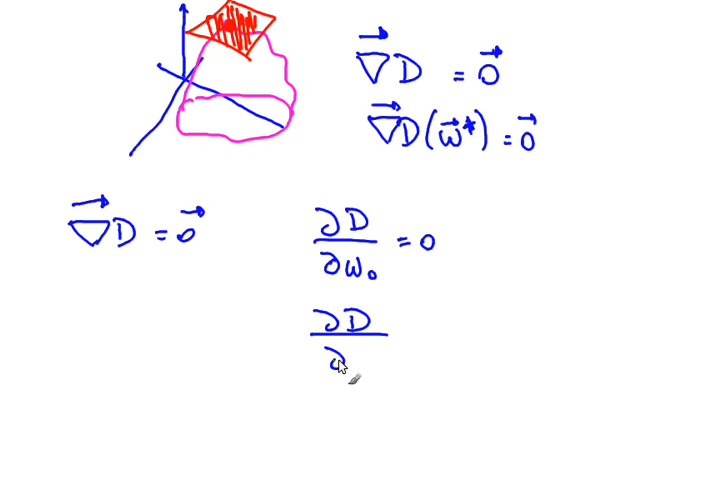 ∇⃗D = 0⃗
∇⃗D(w⃗*) = 0⃗
∇⃗D = 0⃗
∂D/∂w₀ = 0
∂D/∂